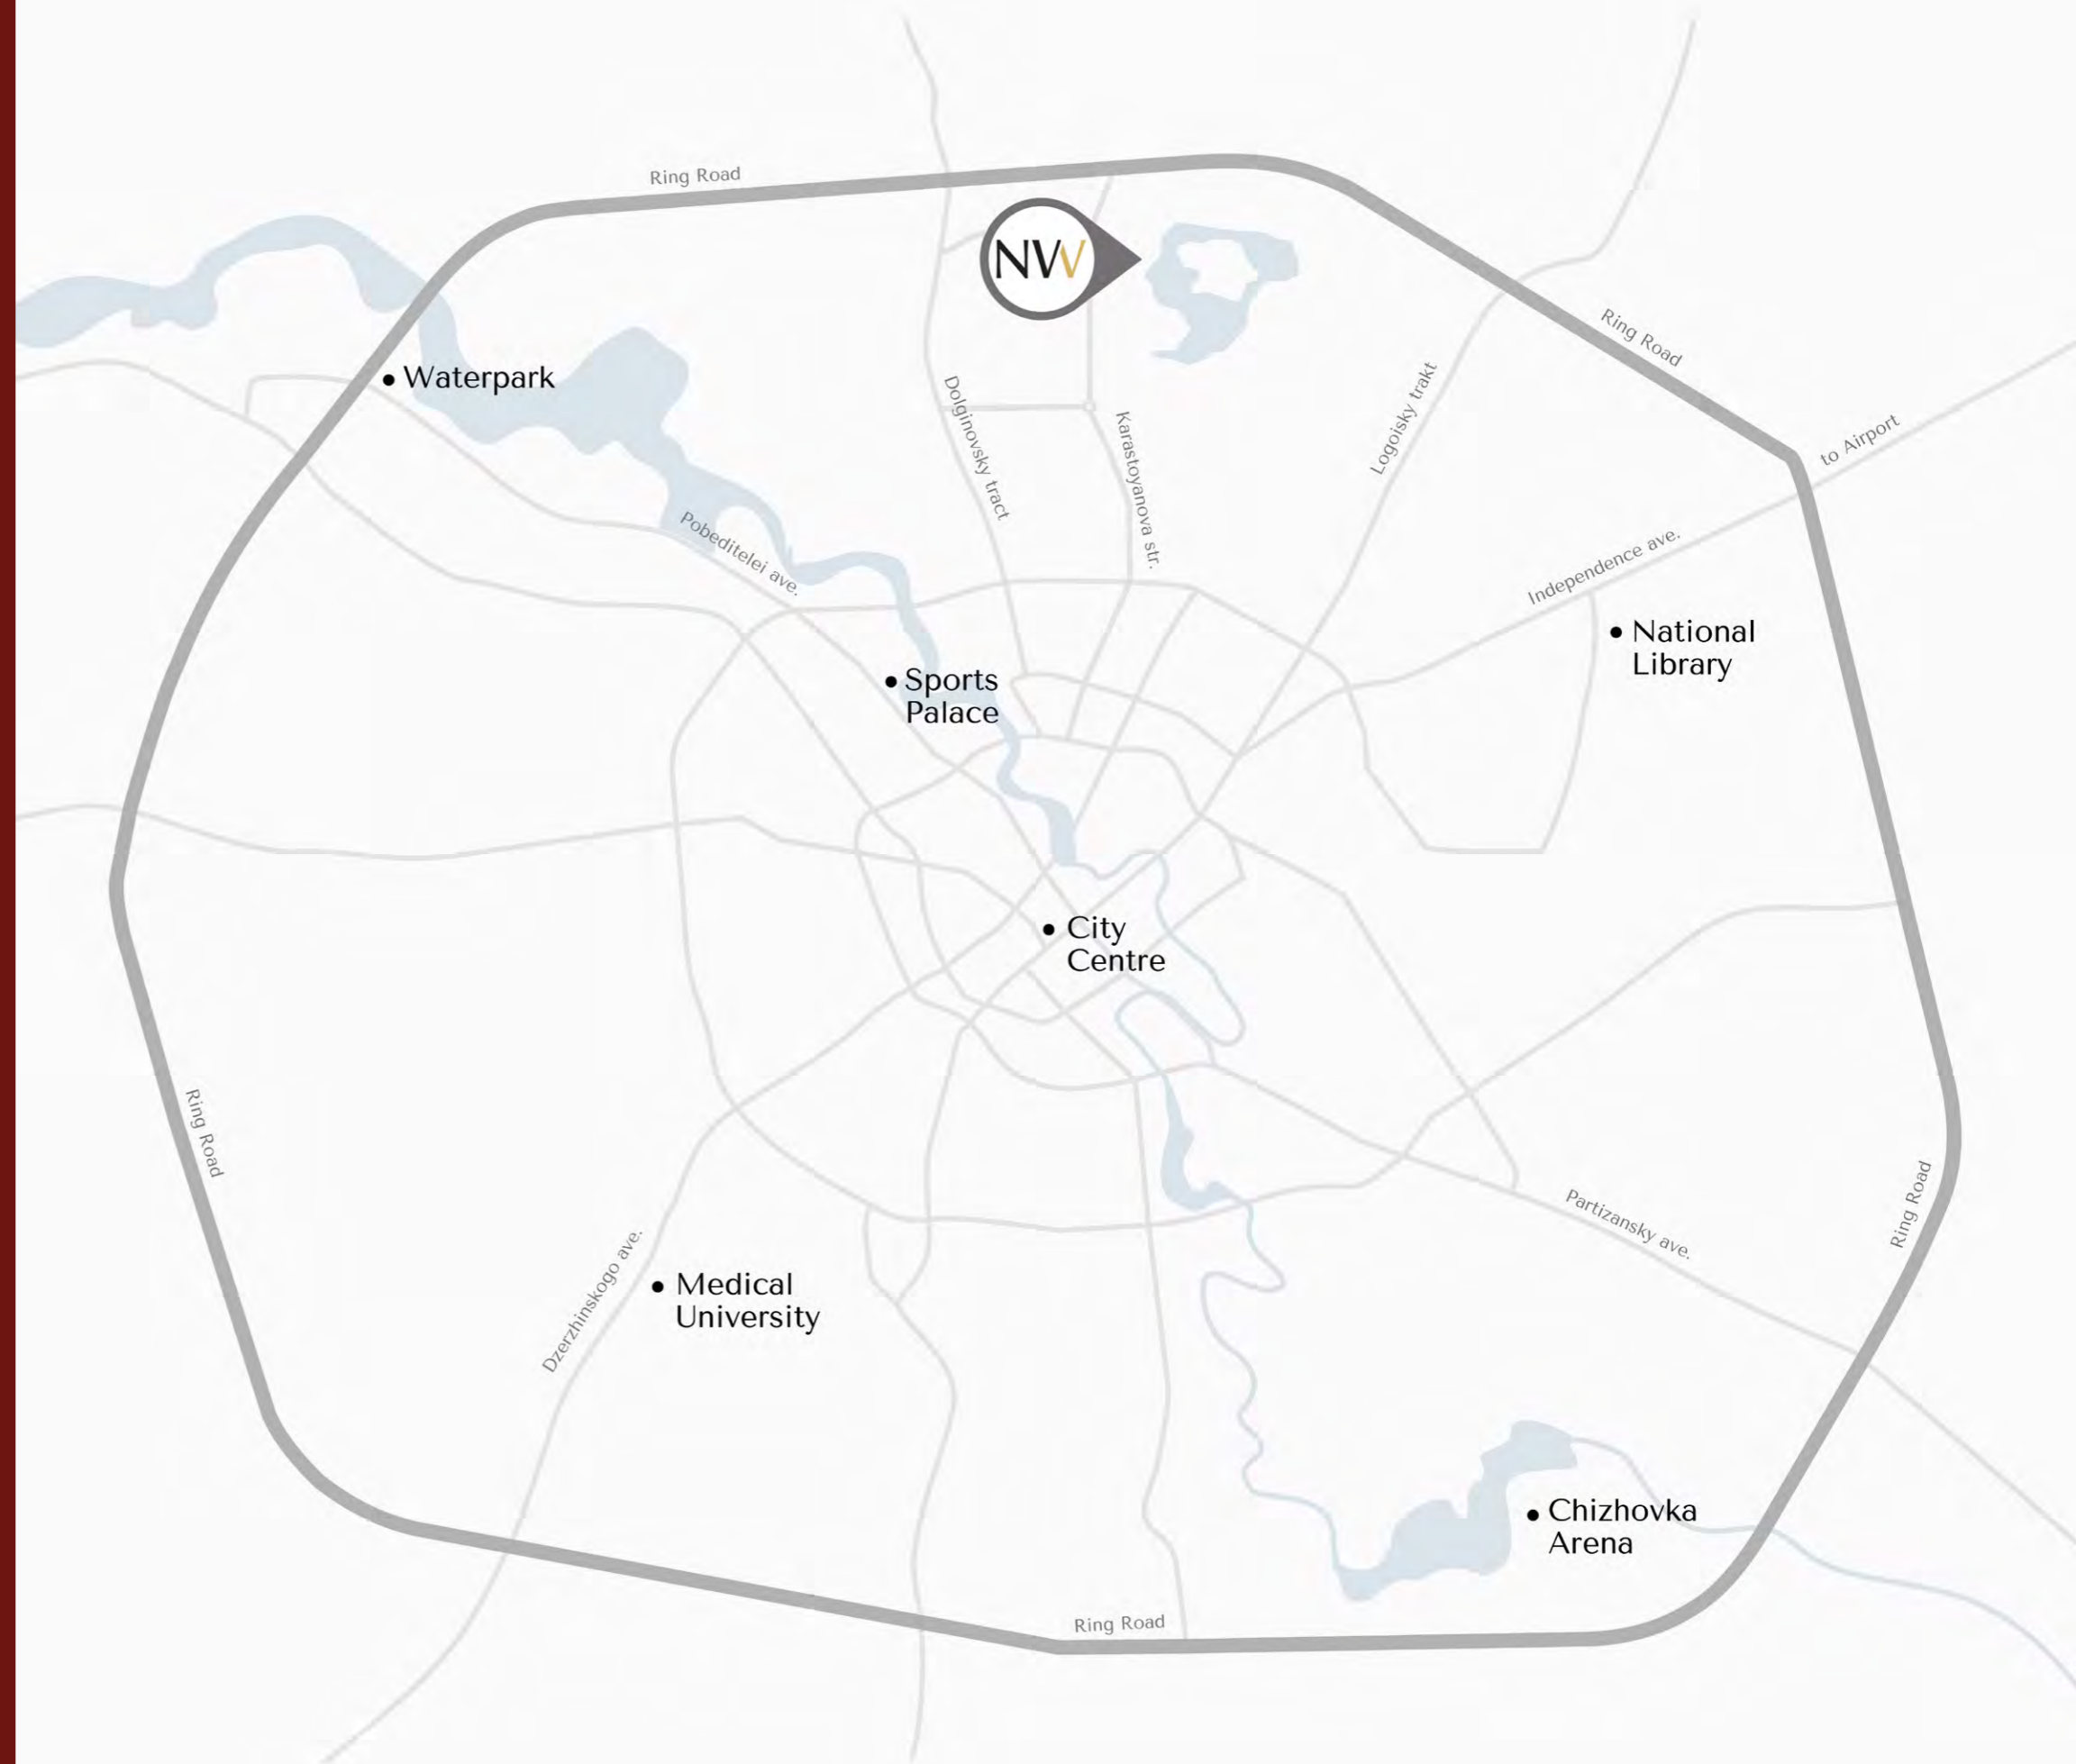 Ring Road
NW
Ring Road
Waterpark
Dolginovsky tract
Karastoyanova str.
Logoisky trakt
to Airport
Pobeditelei ave.
Independence ave.
National
Library
Sports
Palace
City
Centre
Ring Road
Ring Road
Partizansky ave.
Dzerzhinskogo ave.
Medical
University
Chizhovka
Arena
Ring Road